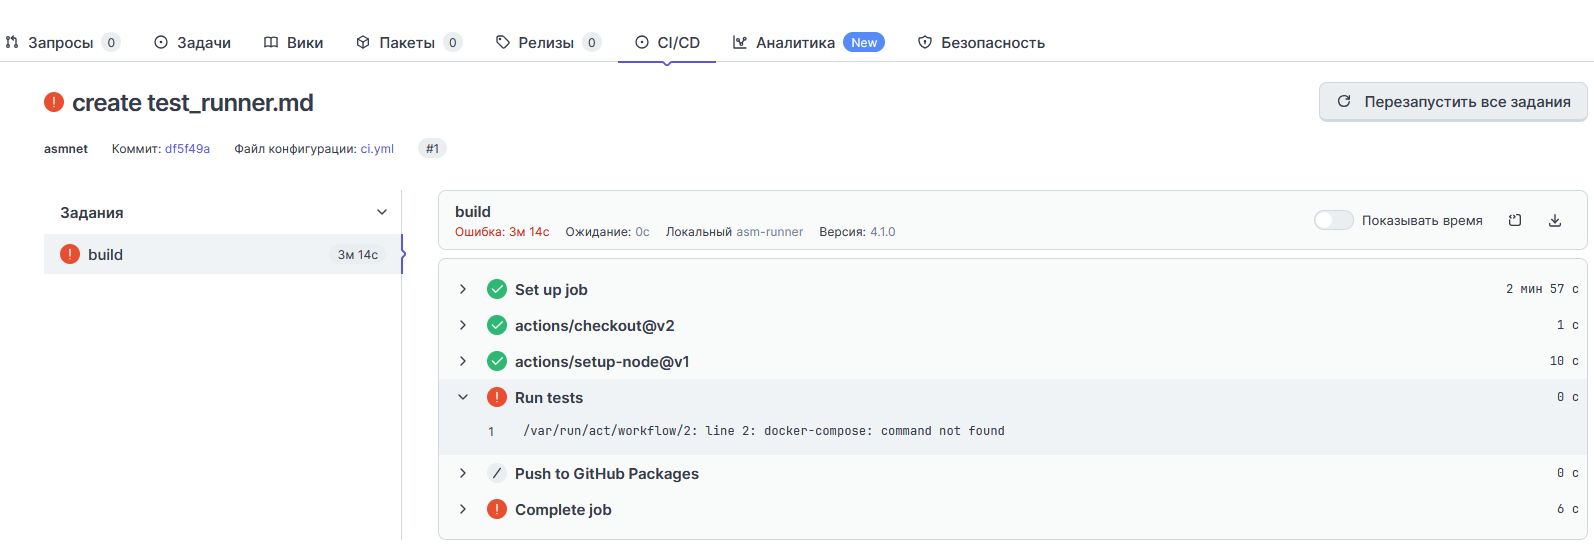 Запросы 0 Задачи Вики Пакеты 0 Релизы 0 CI/CD Аналитика New Безопасность
! create test_runner.md
Перезапустить все задания
asmnet Коммит: df5f49a Файл конфигурации: ci.yml #1
Задания
! build 3м 14с
build
Ошибка: 3м 14с Ожидание: 0с Локальный asm-runner Версия: 4.1.0
Показывать время
Set up job 2 мин 57 с
actions/checkout@v2 1 с
actions/setup-node@v1 10 с
! Run tests 0 с
1 /var/run/act/workflow/2: line 2: docker-compose: command not found
Push to GitHub Packages 0 с
! Complete job 6 с